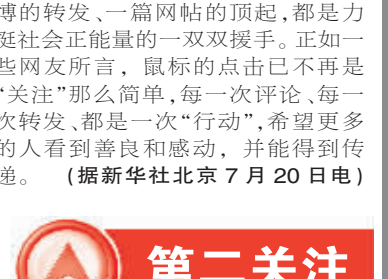 博的转发、一篇网帖的顶起,都是力
挺社会正能量的一双双援手。正如一
些网友所言，鼠标的点击已不再是
“关注”那么简单,每一次评论、每一
次转发、都是一次“行动”,希望更多
的人看到善良和感动，并能得到传
递。 (据新华社北京7月20日电)
第二关注